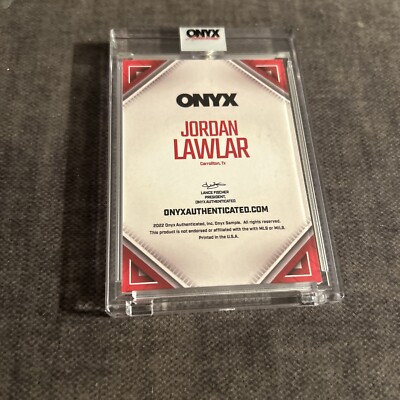 ONYX
ONYX
JORDAN
LAWLAR
Carrollton, Tx
LANCE FISCHER
PRESIDENT,
ONYX AUTHENTICATED
ONYXAUTHENTICATED.COM
2022 Onyx Authenticated, Inc. Onyx Sample. All rights reserved.
This product is not endorsed or affiliated with the with MLB or MiLB.
Printed in the U.S.A.